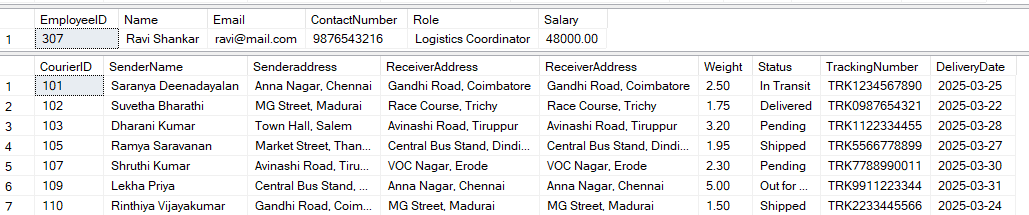 EmployeeID Name Email ContactNumber Role Salary
1 307 Ravi Shankar ravi@mail.com 9876543216 Logistics Coordinator 48000.00
CourierID SenderName Senderaddress ReceiverAddress ReceiverAddress Weight Status TrackingNumber DeliveryDate
1 101 Saranya Deenadayalan Anna Nagar, Chennai Gandhi Road, Coimbatore Gandhi Road, Coimbatore 2.50 In Transit TRK1234567890 2025-03-25
2 102 Suvetha Bharathi MG Street, Madurai Race Course, Trichy Race Course, Trichy 1.75 Delivered TRK0987654321 2025-03-22
3 103 Dharani Kumar Town Hall, Salem Avinashi Road, Tiruppur Avinashi Road, Tiruppur 3.20 Pending TRK1122334455 2025-03-28
4 105 Ramya Saravanan Market Street, Than... Central Bus Stand, Dindi... Central Bus Stand, Dindi... 1.95 Shipped TRK5566778899 2025-03-27
5 107 Shruthi Kumar Avinashi Road, Tiru... VOC Nagar, Erode VOC Nagar, Erode 2.30 Pending TRK7788990011 2025-03-30
6 109 Lekha Priya Central Bus Stand, ... Anna Nagar, Chennai Anna Nagar, Chennai 5.00 Out for ... TRK9911223344 2025-03-31
7 110 Rinthiya Vijayakumar Gandhi Road, Coim... MG Street, Madurai MG Street, Madurai 1.50 Shipped TRK2233445566 2025-03-24